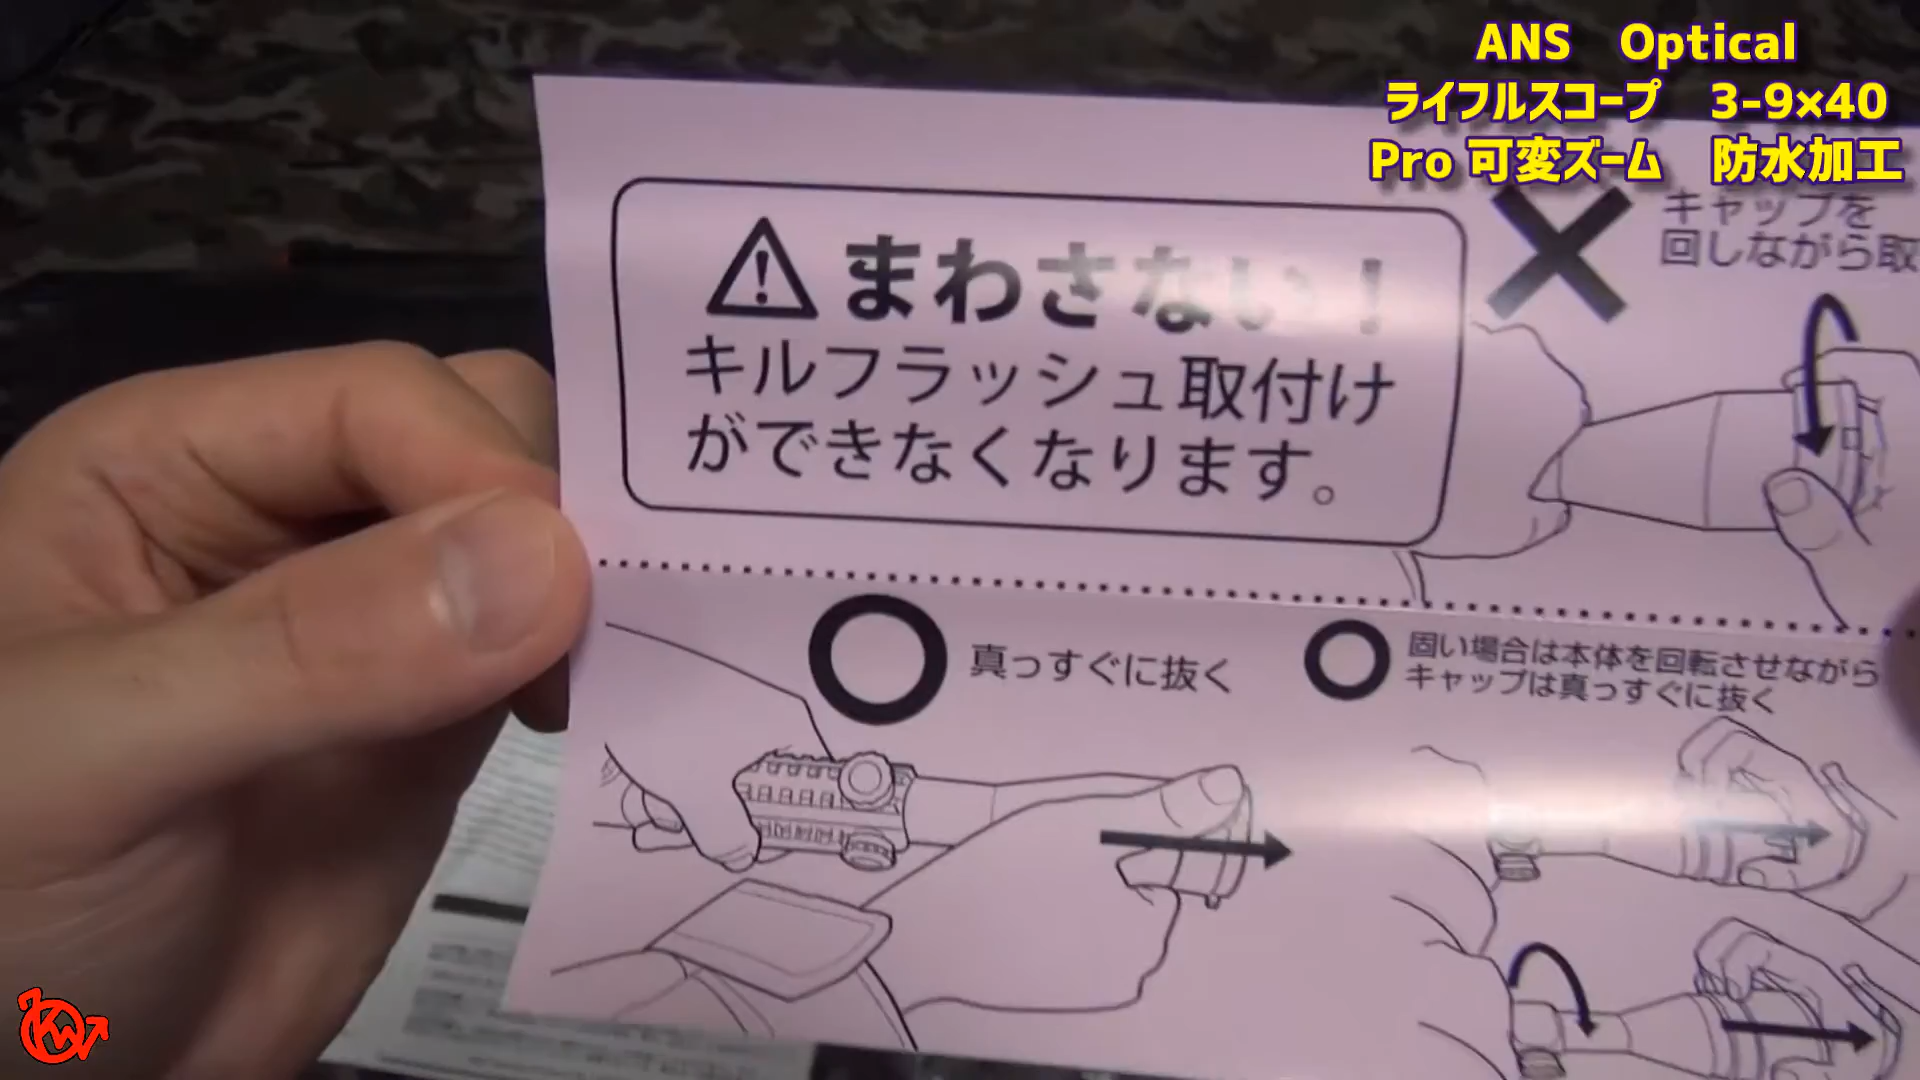 ANS Optical
ライフルスコープ 3-9×40
Pro 可変ズーム 防水加工
キャップを
回しながら取
まわさない！
キルフラッシュ取付け
ができなくなります。
真っすぐに抜く
固い場合は本体を回転させながら
キャップは真っすぐに抜く
KW